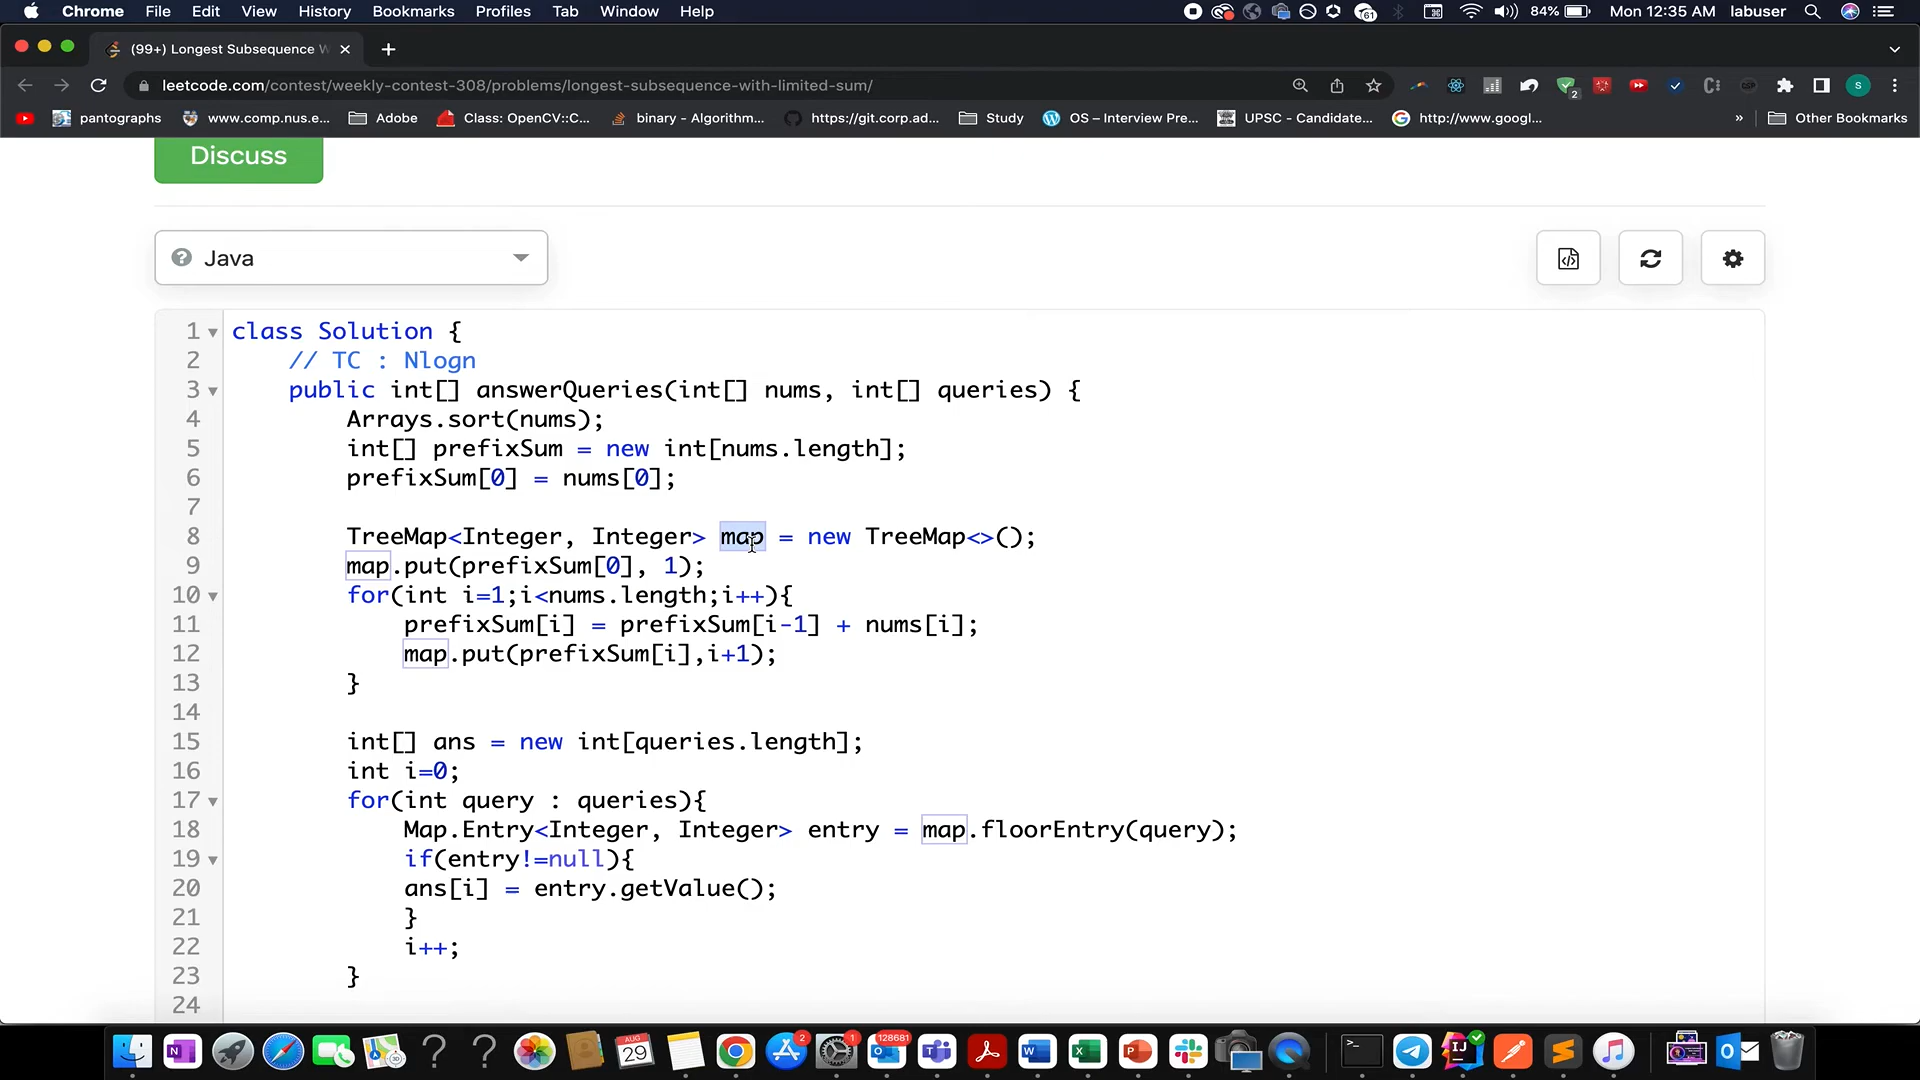 Chrome File Edit View History Bookmarks Profiles Tab Window Help 61 84% Mon 12:35 AM labuser
(99+) Longest Subsequence W
leetcode.com/contest/weekly-contest-308/problems/longest-subsequence-with-limited-sum/ 2 S
pantographs www.comp.nus.e... Adobe Class: OpenCV::C... binary - Algorithm... https://git.corp.ad... Study OS – Interview Pre... UPSC - Candidate... http://www.googl... » Other Bookmarks
Discuss
Java
1 class Solution {
2 // TC : Nlogn
3 public int[] answerQueries(int[] nums, int[] queries) {
4 Arrays.sort(nums);
5 int[] prefixSum = new int[nums.length];
6 prefixSum[0] = nums[0];
7
8 TreeMap<Integer, Integer> map = new TreeMap<>();
9 map.put(prefixSum[0], 1);
10 for(int i=1;i<nums.length;i++){
11 prefixSum[i] = prefixSum[i-1] + nums[i];
12 map.put(prefixSum[i],i+1);
13 }
14
15 int[] ans = new int[queries.length];
16 int i=0;
17 for(int query : queries){
18 Map.Entry<Integer, Integer> entry = map.floorEntry(query);
19 if(entry!=null){
20 ans[i] = entry.getValue();
21 }
22 i++;
23 }
24
AUG 29 2 1 128681